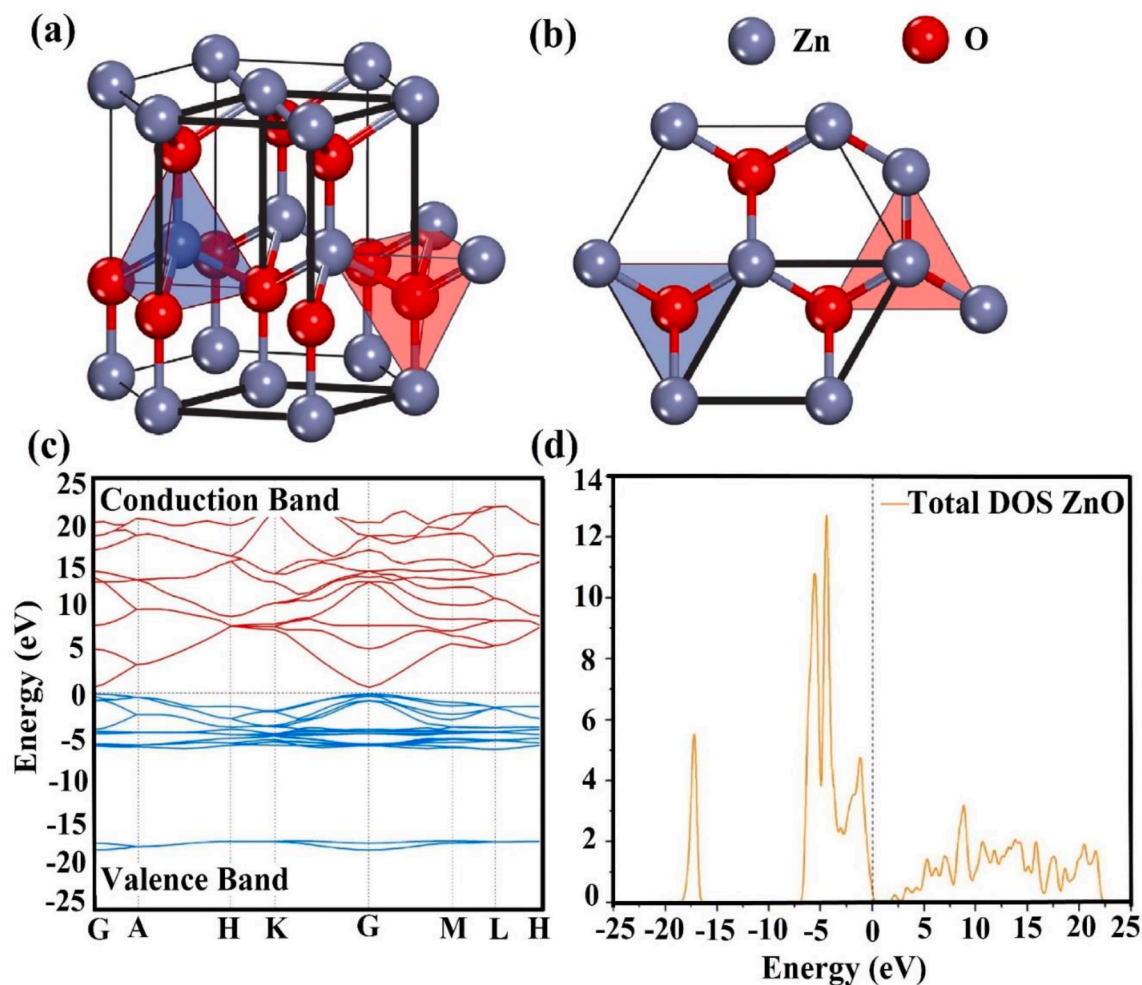 (a)
(b)
Zn
O
(c)
25
Conduction Band
20
15
10
5
0
-5
-10
-15
-20
Valence Band
-25
Energy (eV)
G A H K G M L H
(d)
14
Total DOS ZnO
12
10
8
6
4
2
0
-25 -20 -15 -10 -5 0 5 10 15 20 25
Energy (eV)